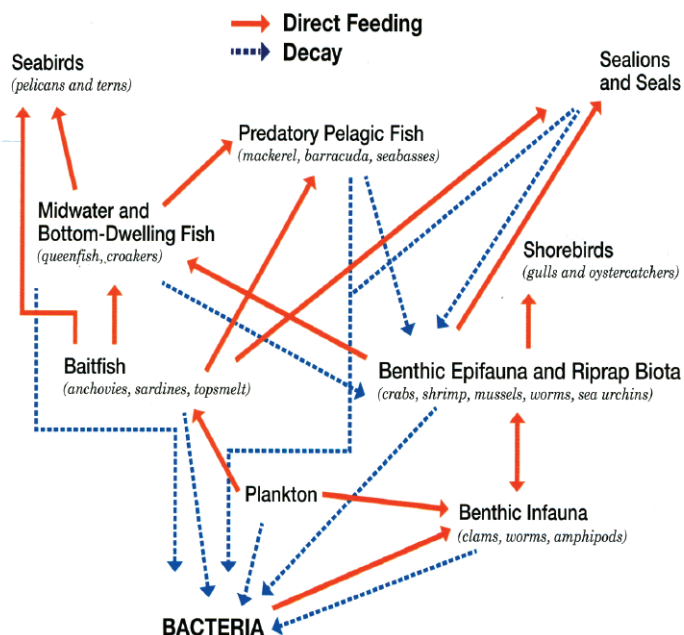 Direct Feeding
Decay
Seabirds
(pelicans and terns)
Sealions
and Seals
Predatory Pelagic Fish
(mackerel, barracuda, seabasses)
Midwater and
Bottom-Dwelling Fish
(queenfish, croakers)
Shorebirds
(gulls and oystercatchers)
Baitfish
(anchovies, sardines, topsmelt)
Benthic Epifauna and Riprap Biota
(crabs, shrimp, mussels, worms, sea urchins)
Plankton
Benthic Infauna
(clams, worms, amphipods)
BACTERIA